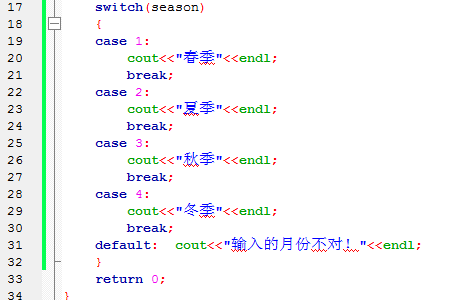 17 switch(season)
18 {
19 case 1:
20 cout<<"春季"<<endl;
21 break;
22 case 2:
23 cout<<"夏季"<<endl;
24 break;
25 case 3:
26 cout<<"秋季"<<endl;
27 break;
28 case 4:
29 cout<<"冬季"<<endl;
30 break;
31 default: cout<<"输入的月份不对！"<<endl;
32 }
33 return 0;
34 }